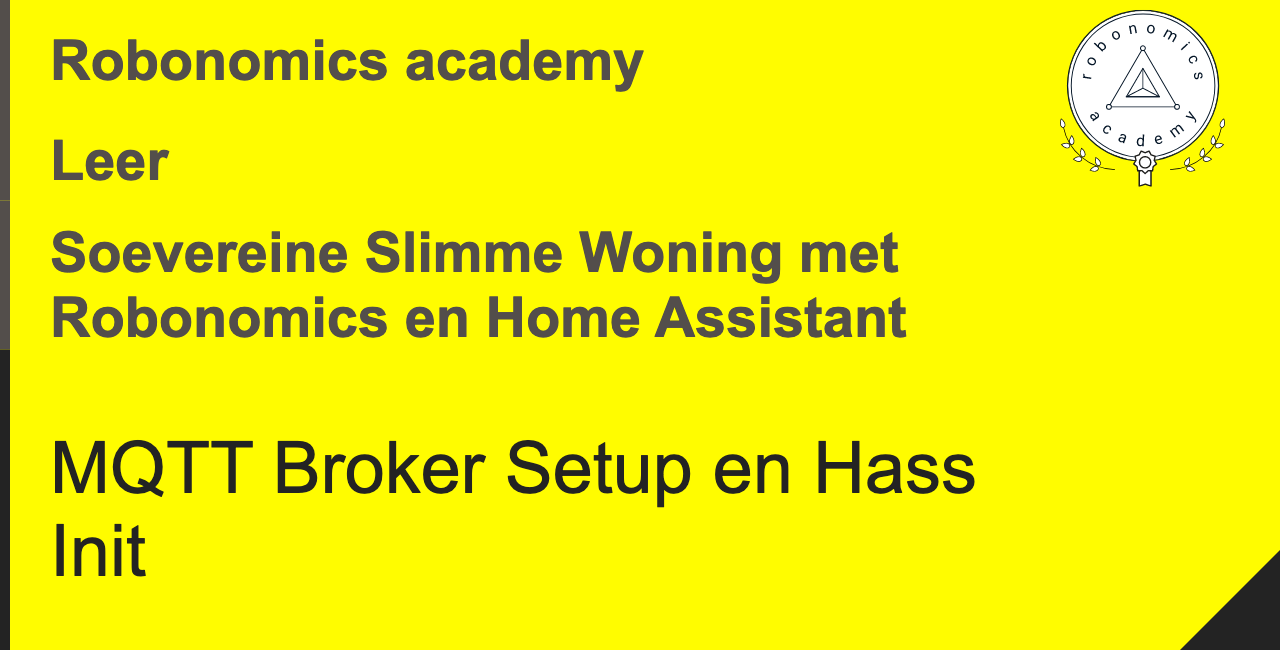 Robonomics academy
robonomics
academy
Leer
Soevereine Slimme Woning met
Robonomics en Home Assistant
MQTT Broker Setup en Hass
Init